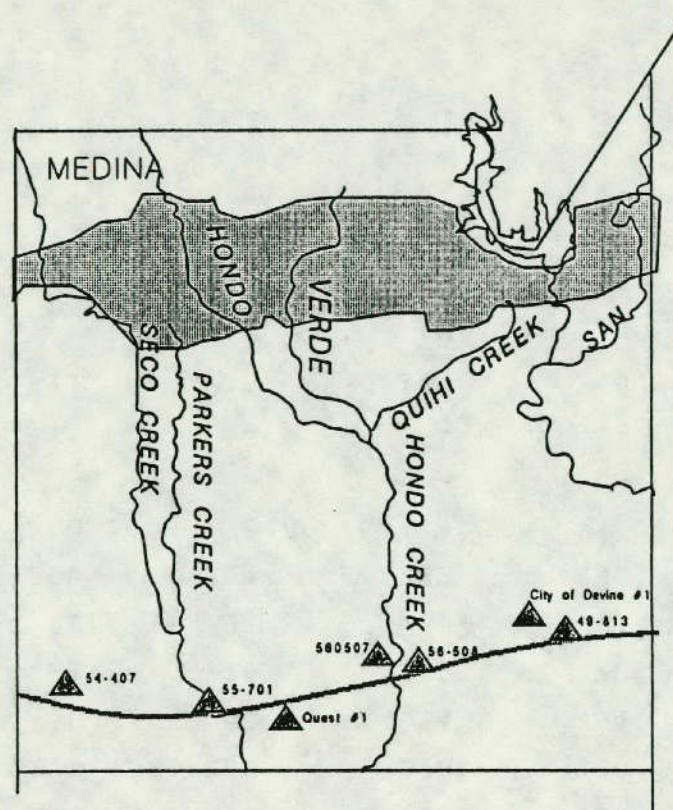 MEDINA
HONDO
VERDE
SAN
SECO CREEK
PARKERS CREEK
QUIHI CREEK
HONDO CREEK
City of Devine #1
49-813
560507
56-508
54-407
55-701
Quest #1